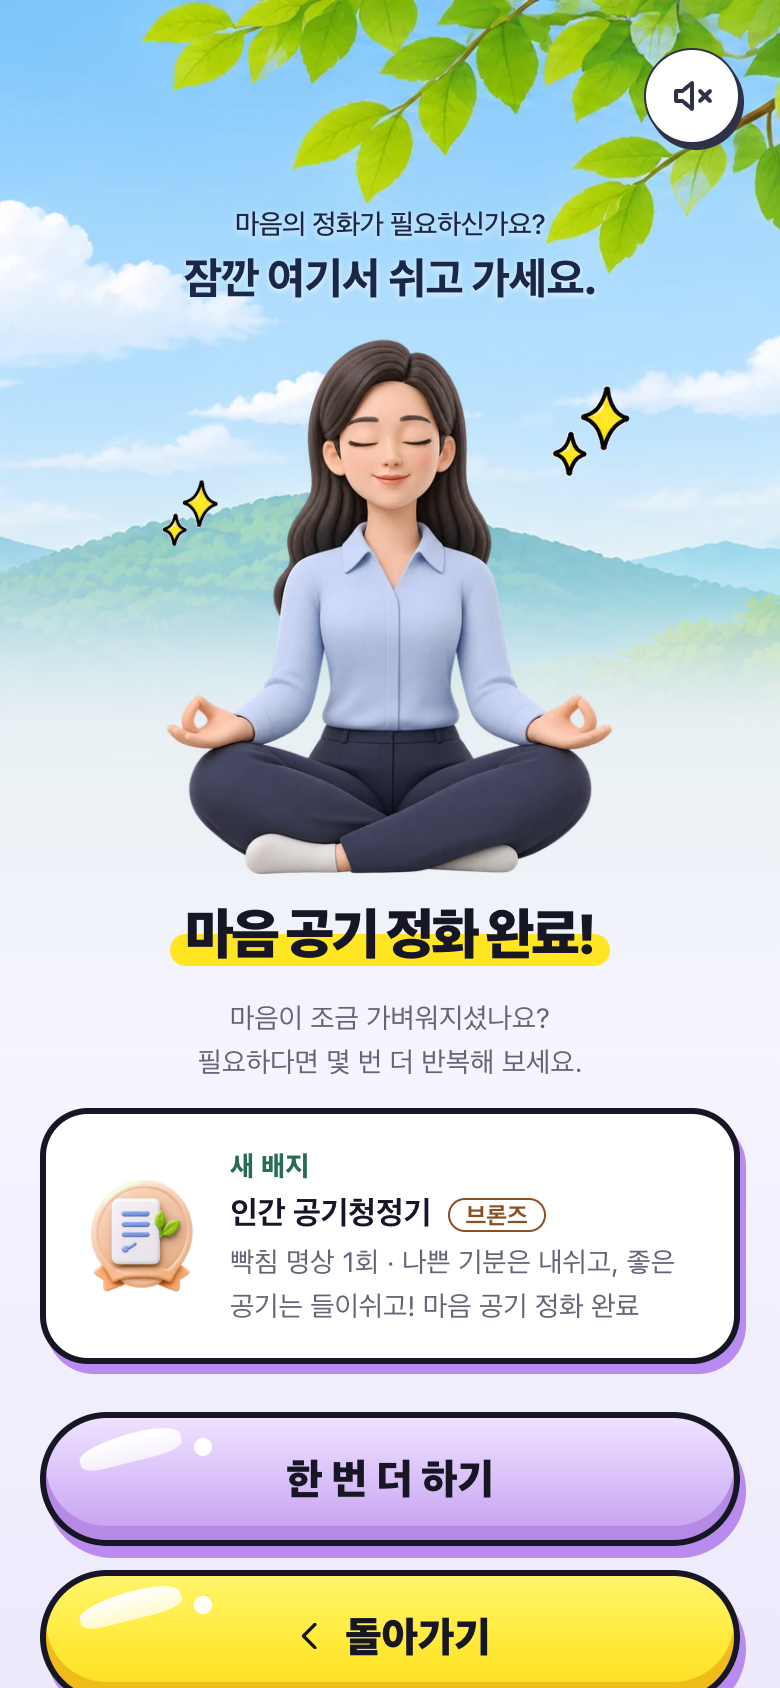 마음의 정화가 필요하신가요?
잠깐 여기서 쉬고 가세요.
마음 공기 정화 완료!
마음이 조금 가벼워지셨나요?
필요하다면 몇 번 더 반복해 보세요.
새 배지
인간 공기청정기 브론즈
빡침 명상 1회 · 나쁜 기분은 내쉬고, 좋은
공기는 들이쉬고! 마음 공기 정화 완료
한 번 더 하기
돌아가기